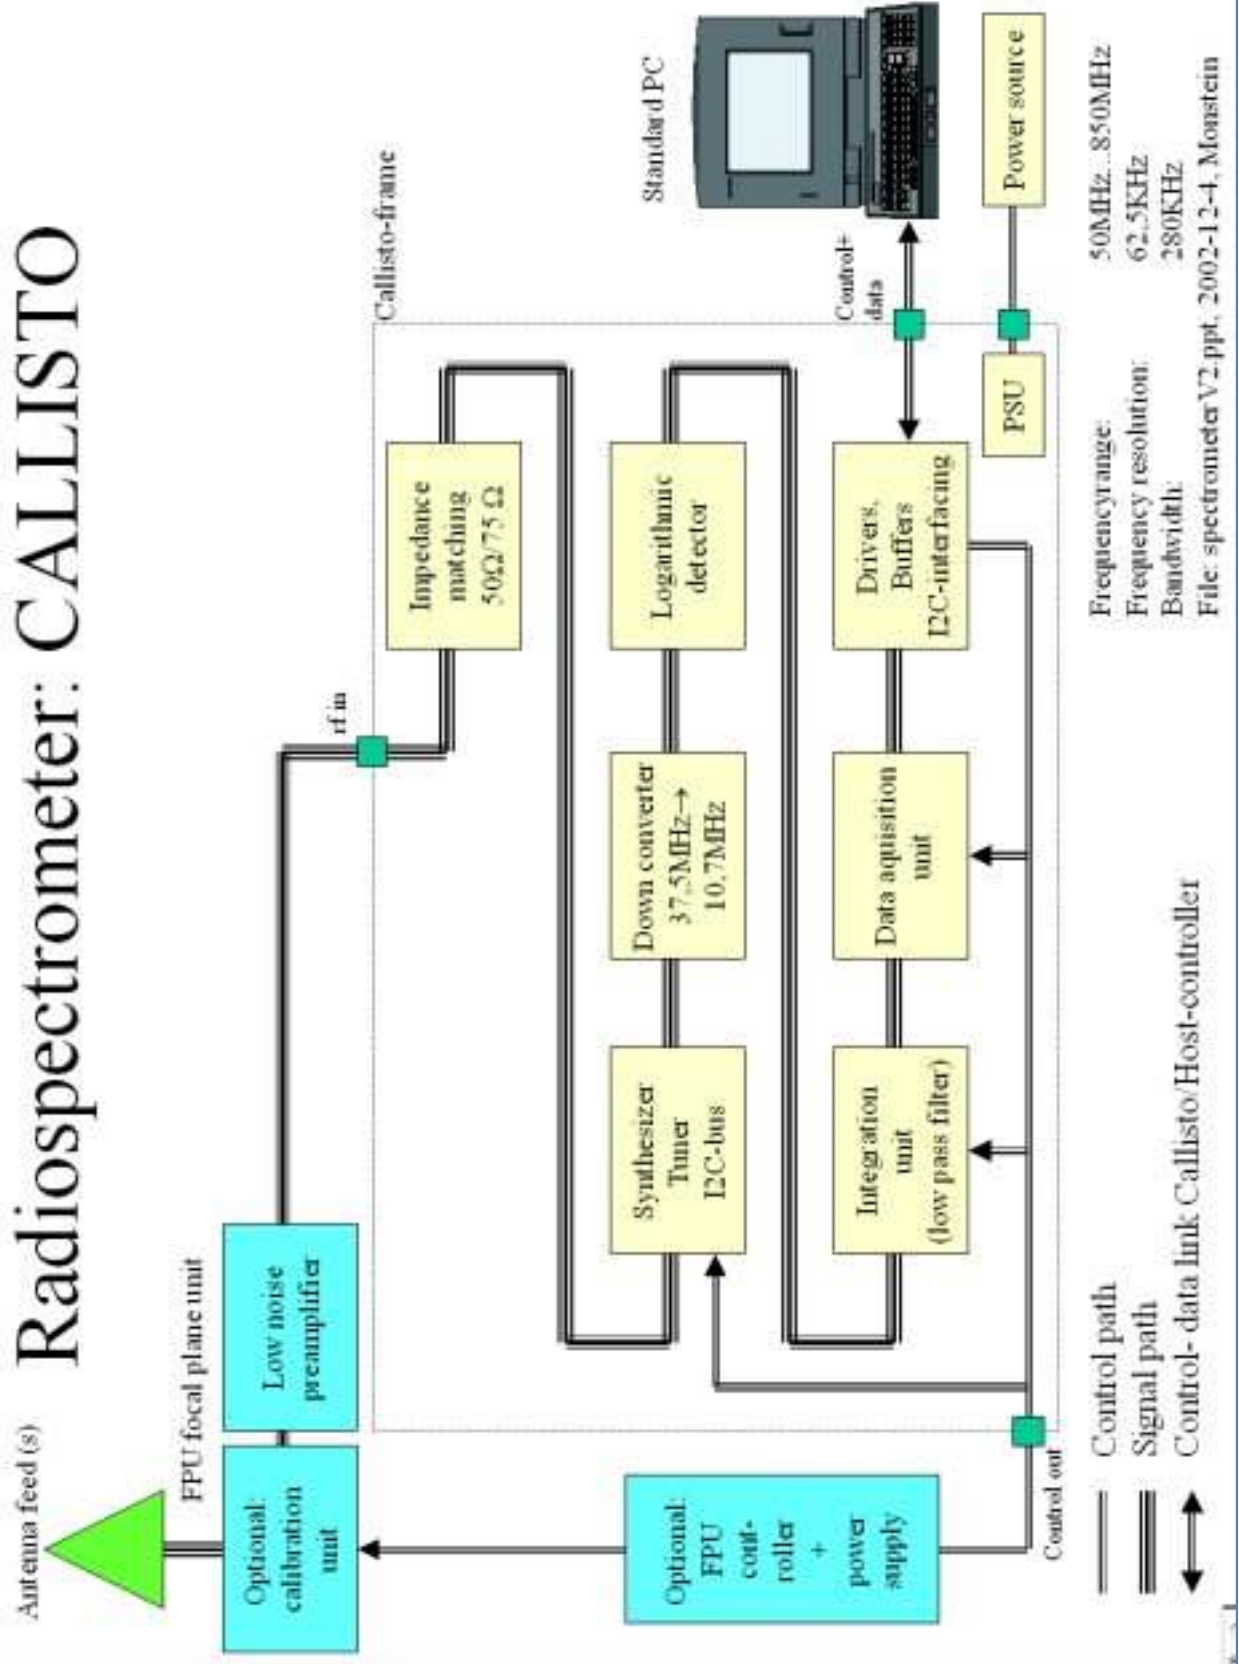 Radiospectrometer: CALLISTO
Antenna feed (s)
FPU focal plane unit
Optional:
calibration
unit
Low noise
preamplifier
rf in
Callisto-frame
Impedance
matching
50Ω/75 Ω
Standard PC
Synthesizer
Tuner
I2C-bus
Down converter
37.5MHz→
10.7MHz
Logarithmic
detector
Optional:
FPU
cont-
roller
+
power
supply
Integration
unit
(low pass filter)
Data aquisition
unit
Drivers,
Buffers
I2C-interfacing
Control+
data
PSU
Power source
Control out
Control path
Signal path
Control- data link Callisto/Host-controller
Frequencyrange: 50MHz..850MHz
Frequency resolution: 62.5KHz
Bandwidth: 280KHz
File: spectrometerV2.ppt, 2002-12-4, Monstein